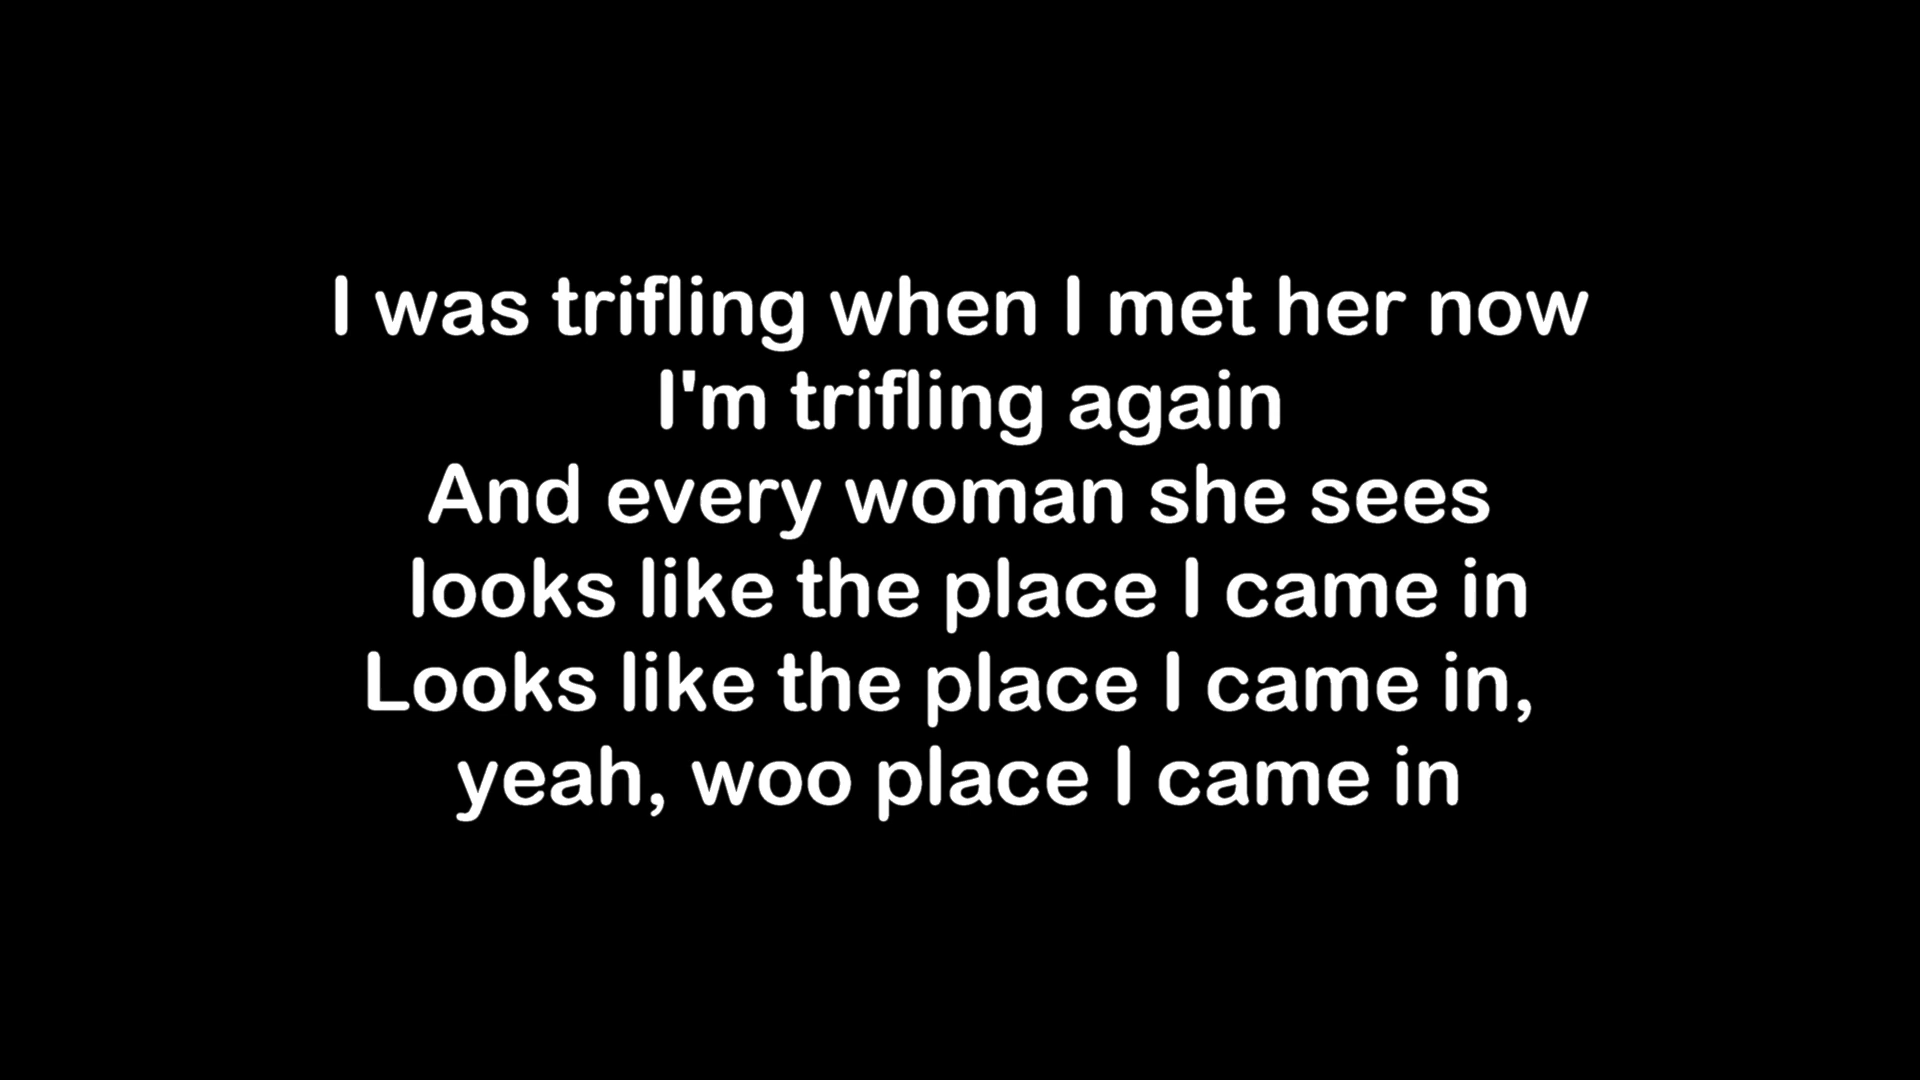 I was trifling when I met her now
I'm trifling again
And every woman she sees
looks like the place I came in
Looks like the place I came in,
yeah, woo place I came in